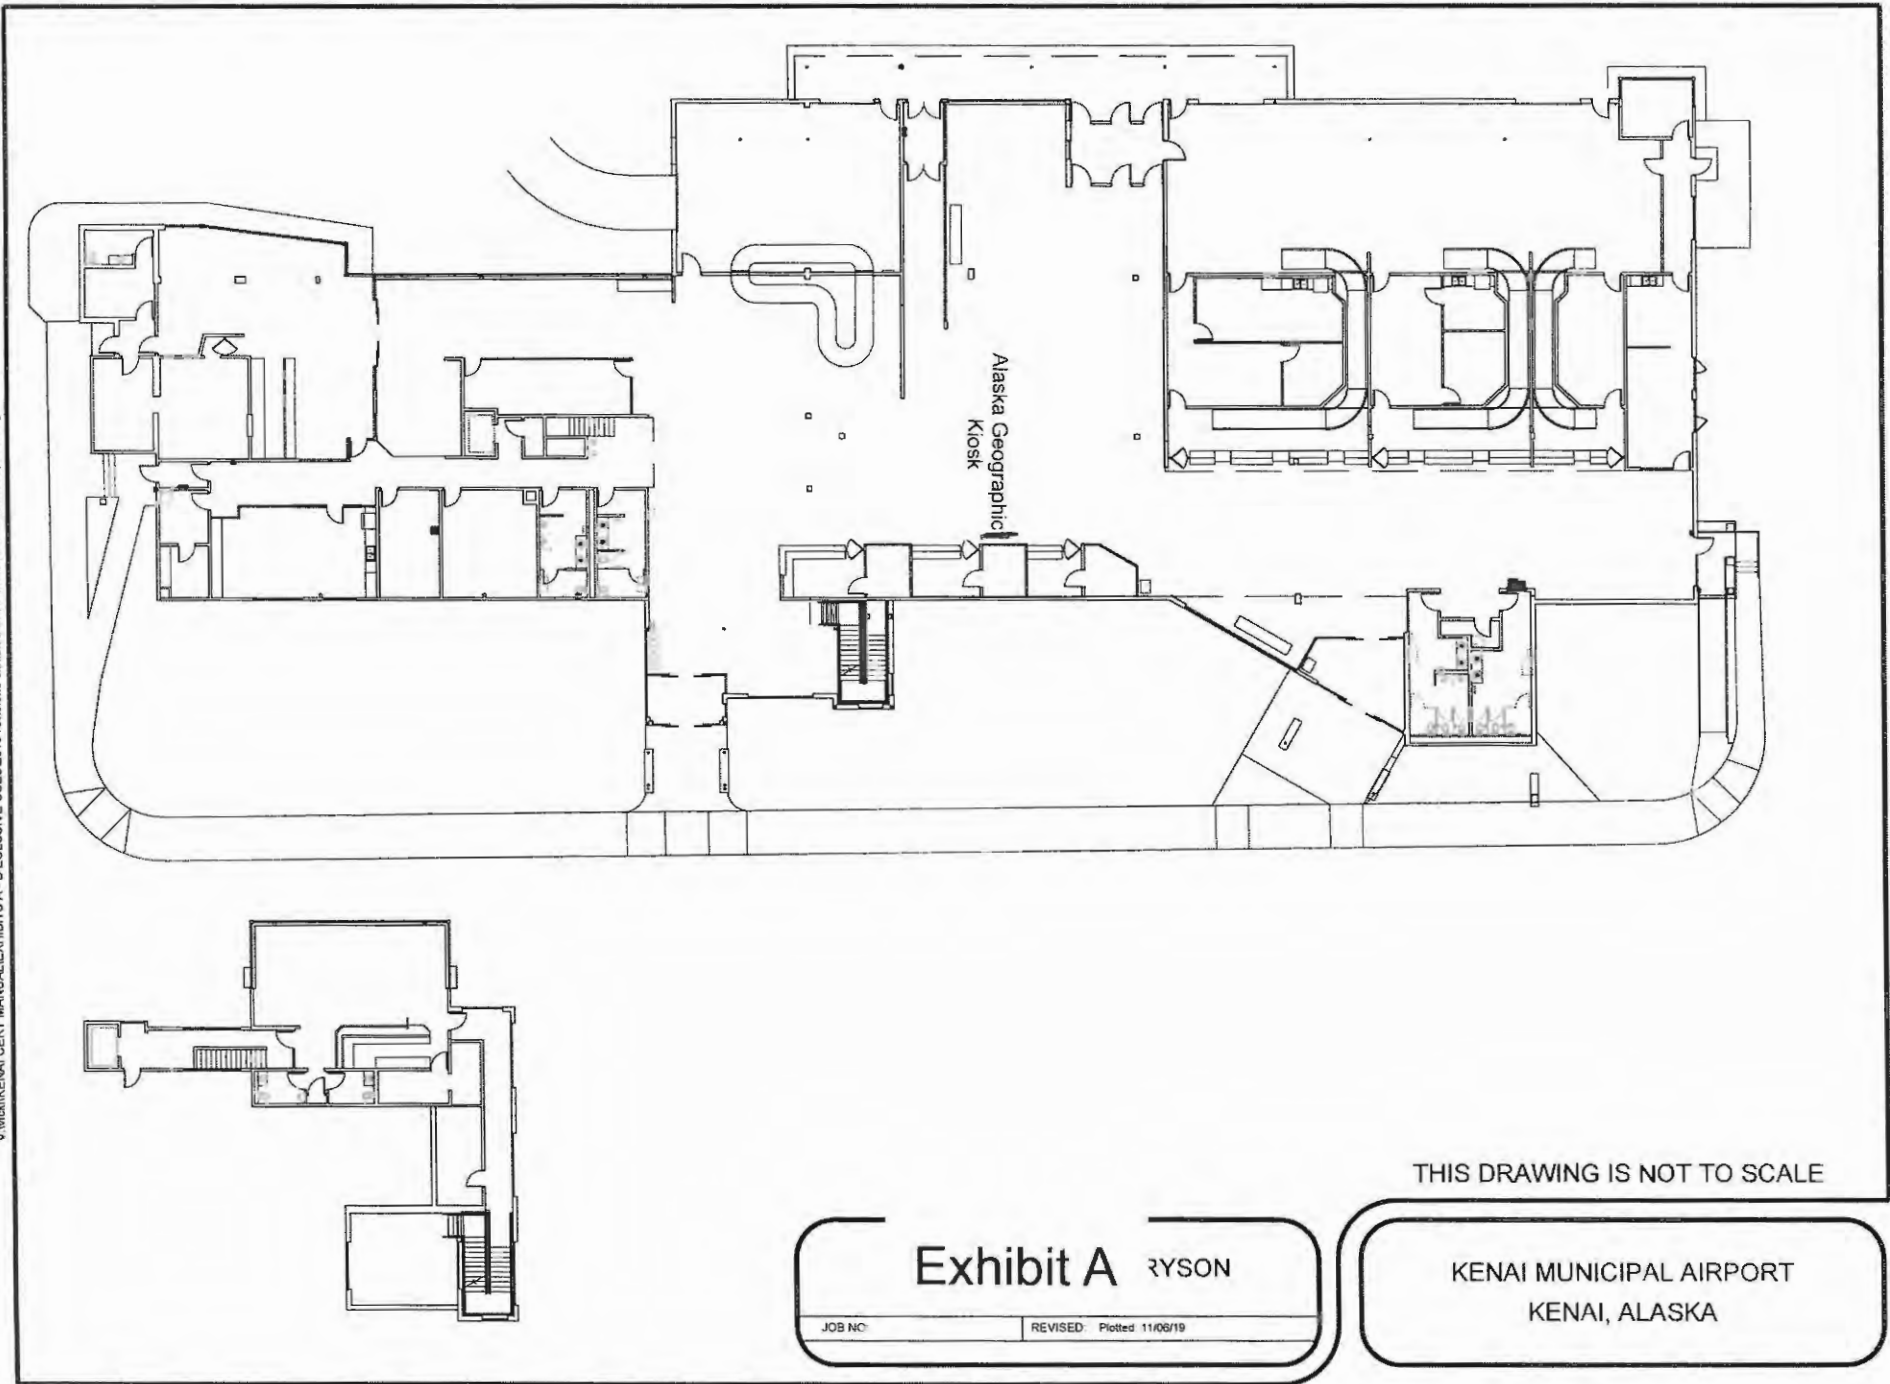 Alaska Geographic
Kiosk
THIS DRAWING IS NOT TO SCALE
Exhibit A
RYSON
JOB NO:
REVISED: Plotted 11/06/19
KENAI MUNICIPAL AIRPORT
KENAI, ALASKA